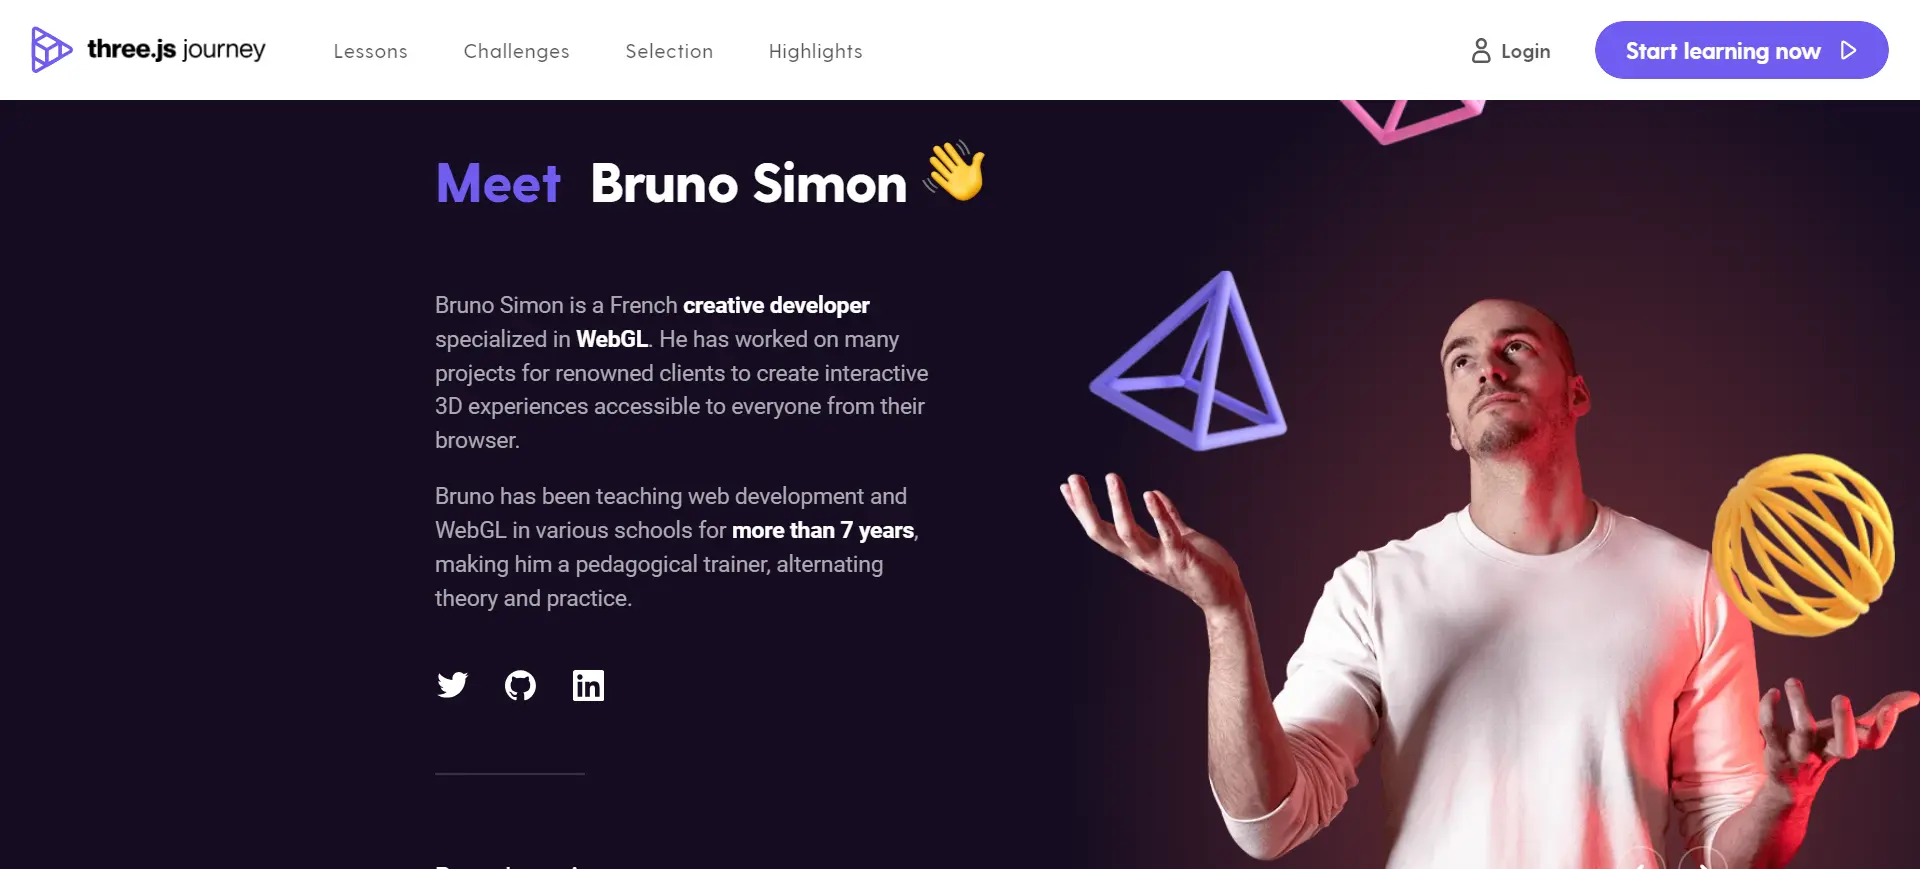 three.js journey
Lessons
Challenges
Selection
Highlights
Login
Start learning now
Meet Bruno Simon
Bruno Simon is a French creative developer
specialized in WebGL. He has worked on many
projects for renowned clients to create interactive
3D experiences accessible to everyone from their
browser.
Bruno has been teaching web development and
WebGL in various schools for more than 7 years,
making him a pedagogical trainer, alternating
theory and practice.
in